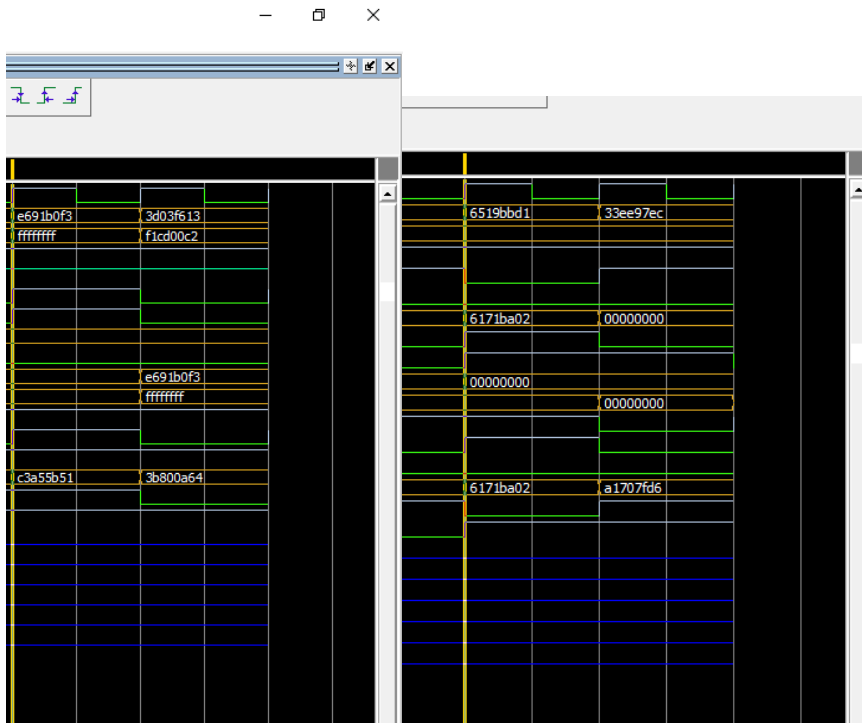 e691b0f3 3d03f613
ffffffff f1cd00c2
e691b0f3
ffffffff
c3a55b51 3b800a64
6519bbd1 33ee97ec
6171ba02 00000000
00000000
00000000
6171ba02 a1707fd6